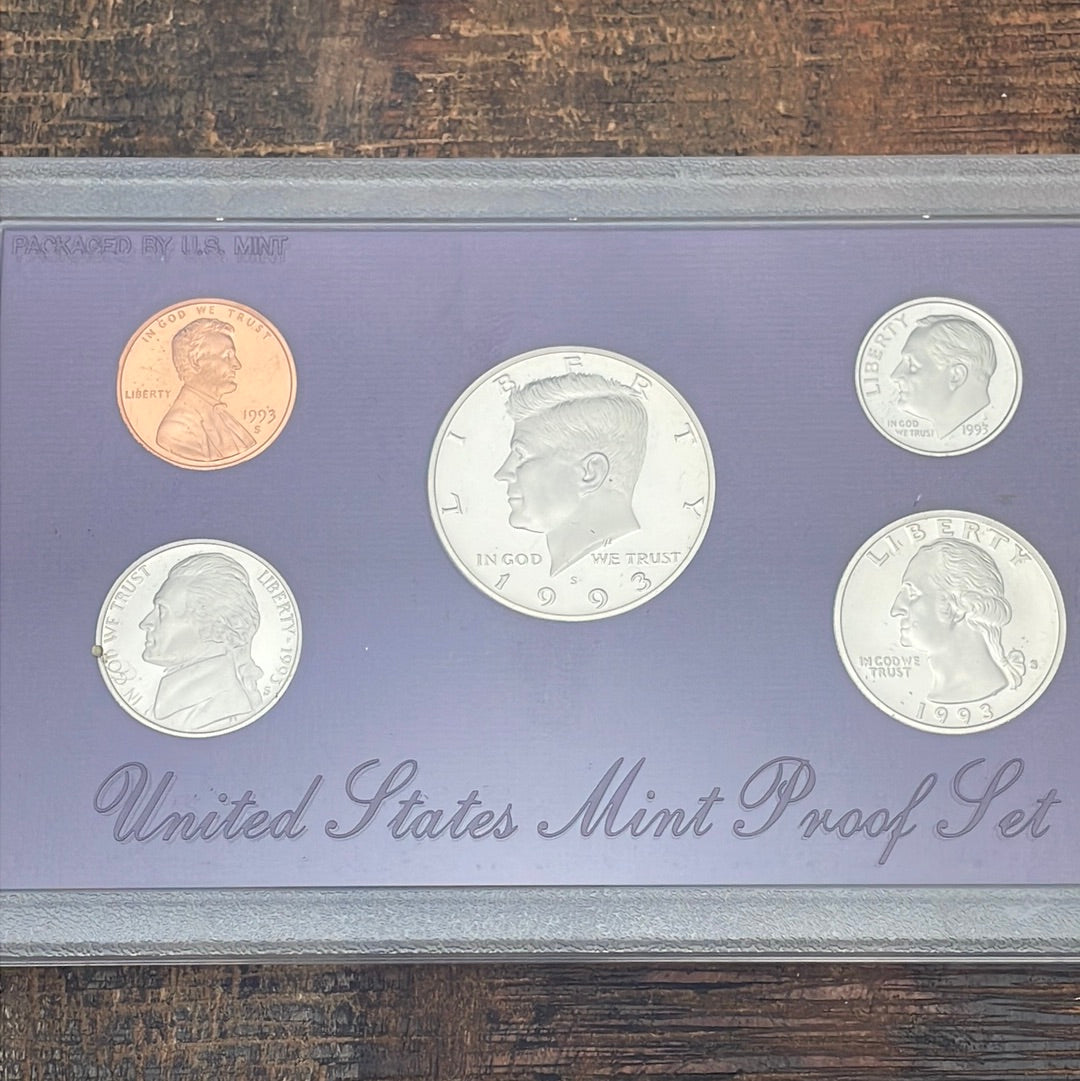 PACKAGED BY U.S. MINT
IN GOD WE TRUST
LIBERTY
1993
S
LIBERTY
IN GOD WE TRUST
1993
S
LIBERTY
IN GOD
WE TRUST
1993
S
IN GOD WE TRUST
LIBERTY · 1993
S
LIBERTY
IN GOD WE
TRUST
S
1993
United States Mint Proof Set